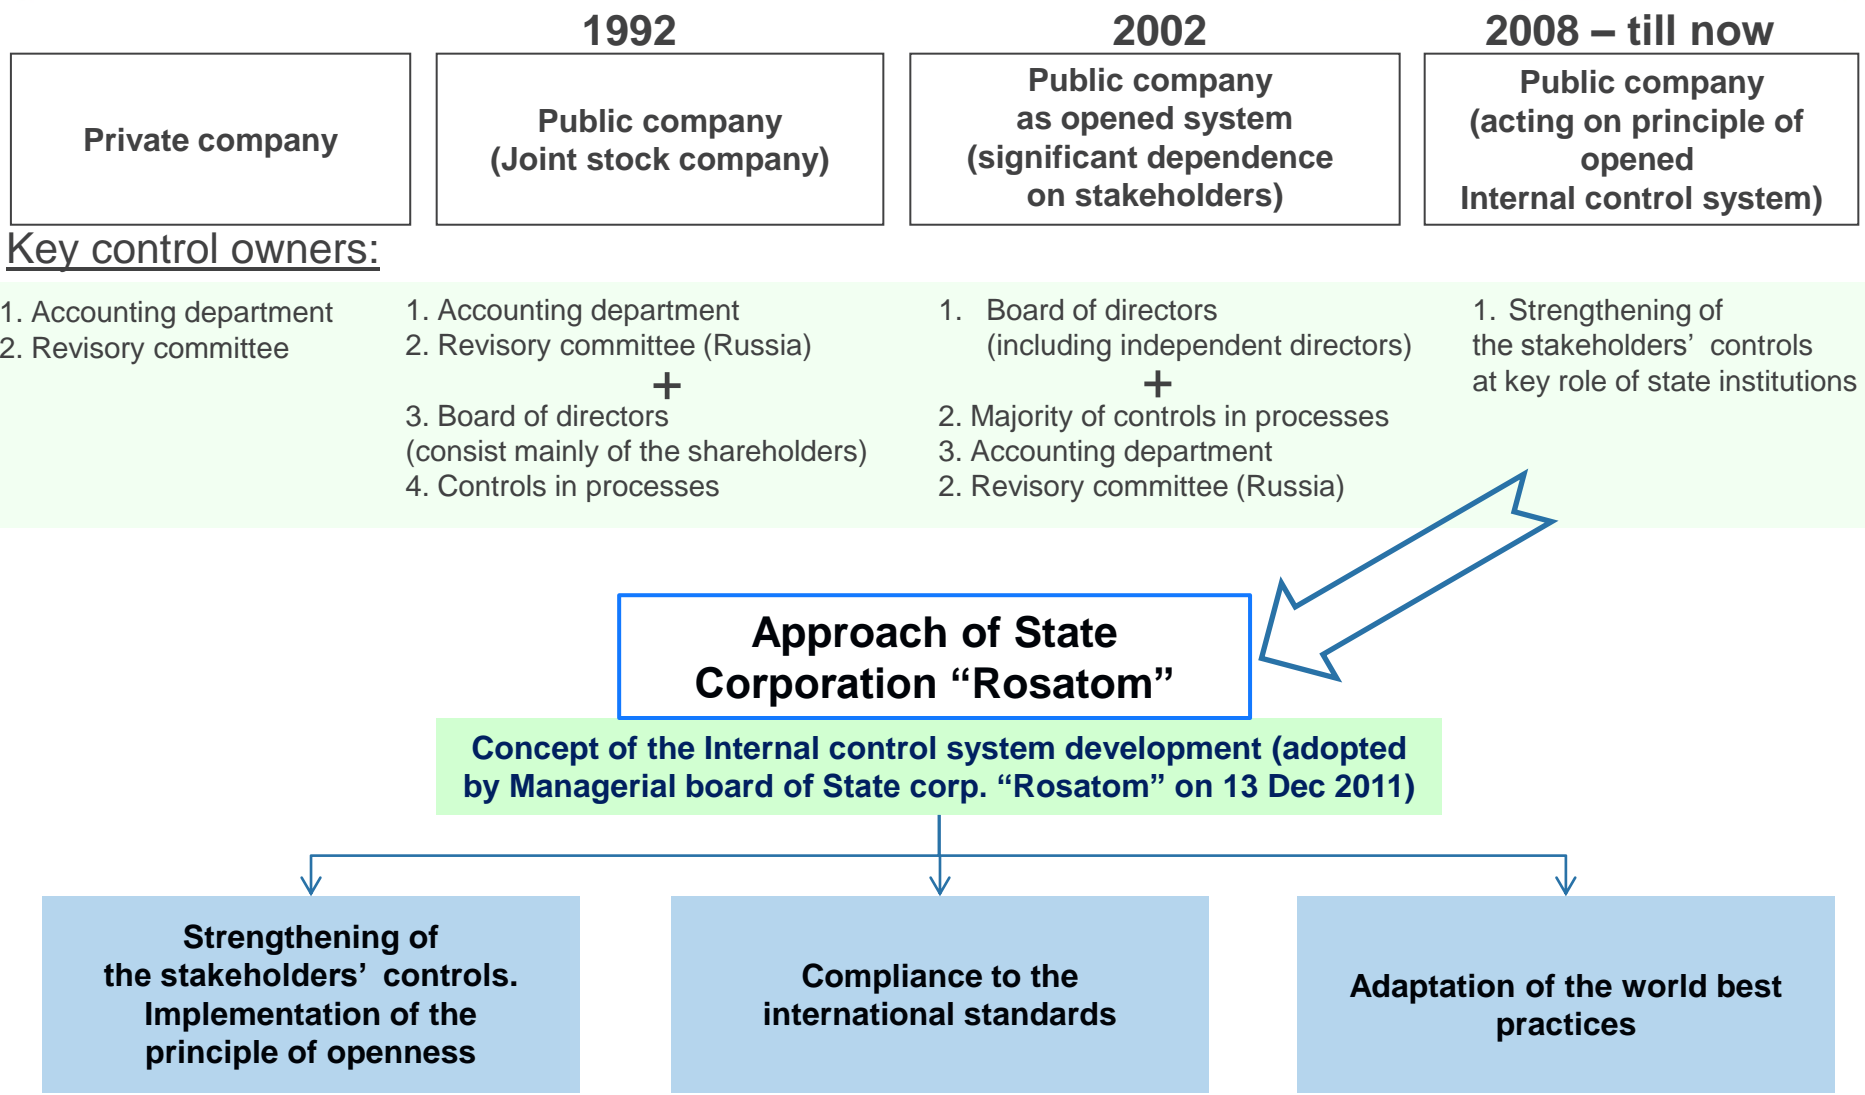 1992
2002
2008 – till now
Private company
Public company
(Joint stock company)
Public company
as opened system
(significant dependence
on stakeholders)
Public company
(acting on principle of
opened
Internal control system)
Key control owners:
1. Accounting department
2. Revisory committee
1. Accounting department
2. Revisory committee (Russia)
+
3. Board of directors
(consist mainly of the shareholders)
4. Controls in processes
1. Board of directors
(including independent directors)
+
2. Majority of controls in processes
3. Accounting department
2. Revisory committee (Russia)
1. Strengthening of
the stakeholders’ controls
at key role of state institutions
Approach of State
Corporation “Rosatom”
Concept of the Internal control system development (adopted
by Managerial board of State corp. “Rosatom” on 13 Dec 2011)
Strengthening of
the stakeholders’ controls.
Implementation of the
principle of openness
Compliance to the
international standards
Adaptation of the world best
practices